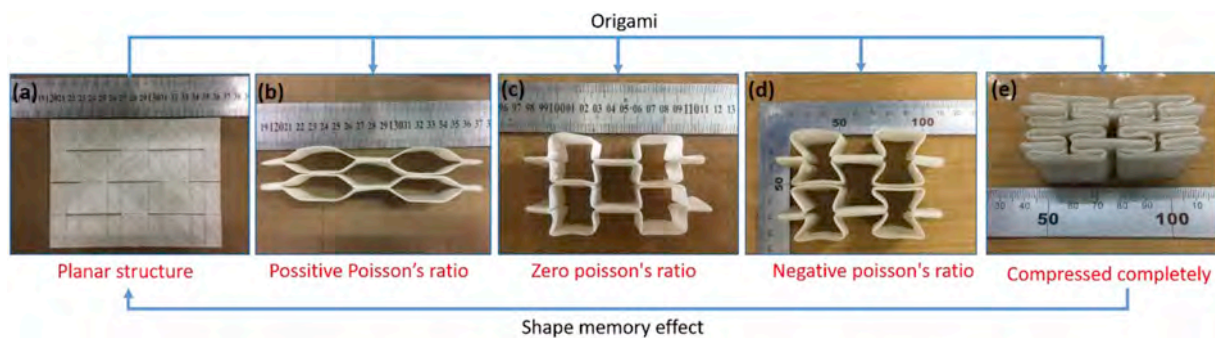 Origami
(a)
(b)
(c)
(d)
(e)
50 100
50
50 100
Planar structure
Possitive Poisson's ratio
Zero poisson's ratio
Negative poisson's ratio
Compressed completely
Shape memory effect